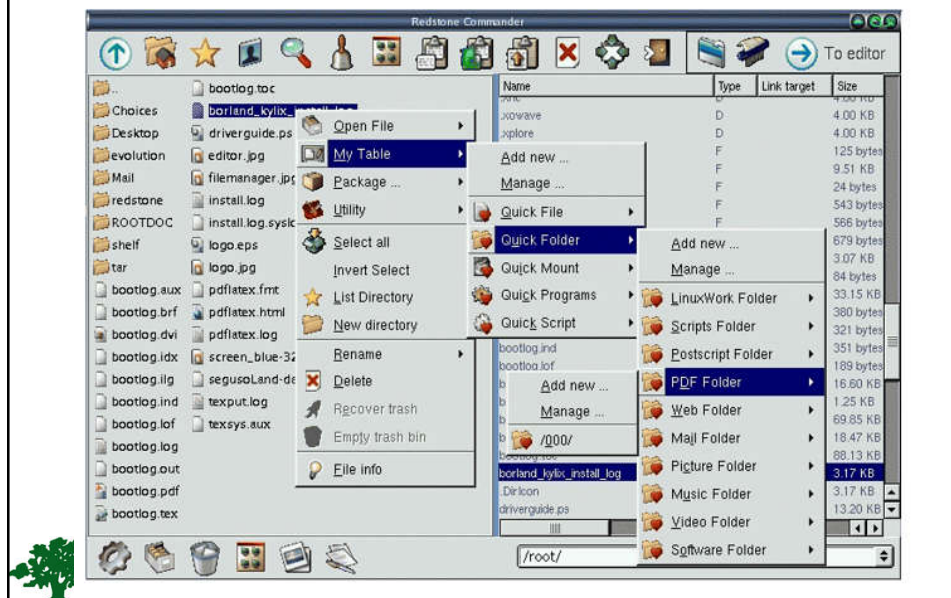 Redstone Commander
To editor
..
Choices
Desktop
evolution
Mail
redstone
ROOTDOC
shelf
tar
bootlog.aux
bootlog.brf
bootlog.dvi
bootlog.idx
bootlog.ilg
bootlog.ind
bootlog.lof
bootlog.log
bootlog.out
bootlog.pdf
bootlog.tex
bootlog.toc
borland_kylix_install_log
driverguide.ps
editor.jpg
filemanager.jpg
install.log
install.log.syslo
logo.eps
logo.jpg
pdflatex.fmt
pdflatex.html
pdflatex.log
screen_blue-32
segusoLand-de
texput.log
texsys.aux
Open File
My Table
Package ...
Utility
Select all
Invert Select
List Directory
New directory
Rename
Delete
Recover trash
Empty trash bin
File info
Add new ...
Manage ...
Quick File
Quick Folder
Quick Mount
Quick Programs
Quick Script
Add new ...
Manage ...
LinuxWork Folder
Scripts Folder
Postscript Folder
PDF Folder
Web Folder
Mail Folder
Picture Folder
Music Folder
Video Folder
Software Folder
Add new ...
Manage ...
/000/
Name Type Link target Size
D 4.00 KB
.xowave D 4.00 KB
.xplore D 4.00 KB
F 125 bytes
F 9.51 KB
F 24 bytes
F 543 bytes
F 566 bytes
679 bytes
3.07 KB
84 bytes
33.15 KB
380 bytes
321 bytes
bootlog.ind 351 bytes
bootlog.lof 189 bytes
b 16.60 KB
b 1.25 KB
b 69.85 KB
b 18.47 KB
bootlog.toc 88.13 KB
borland_kylix_install_log 3.17 KB
.DirIcon 3.17 KB
driverguide.ps 13.20 KB
/root/